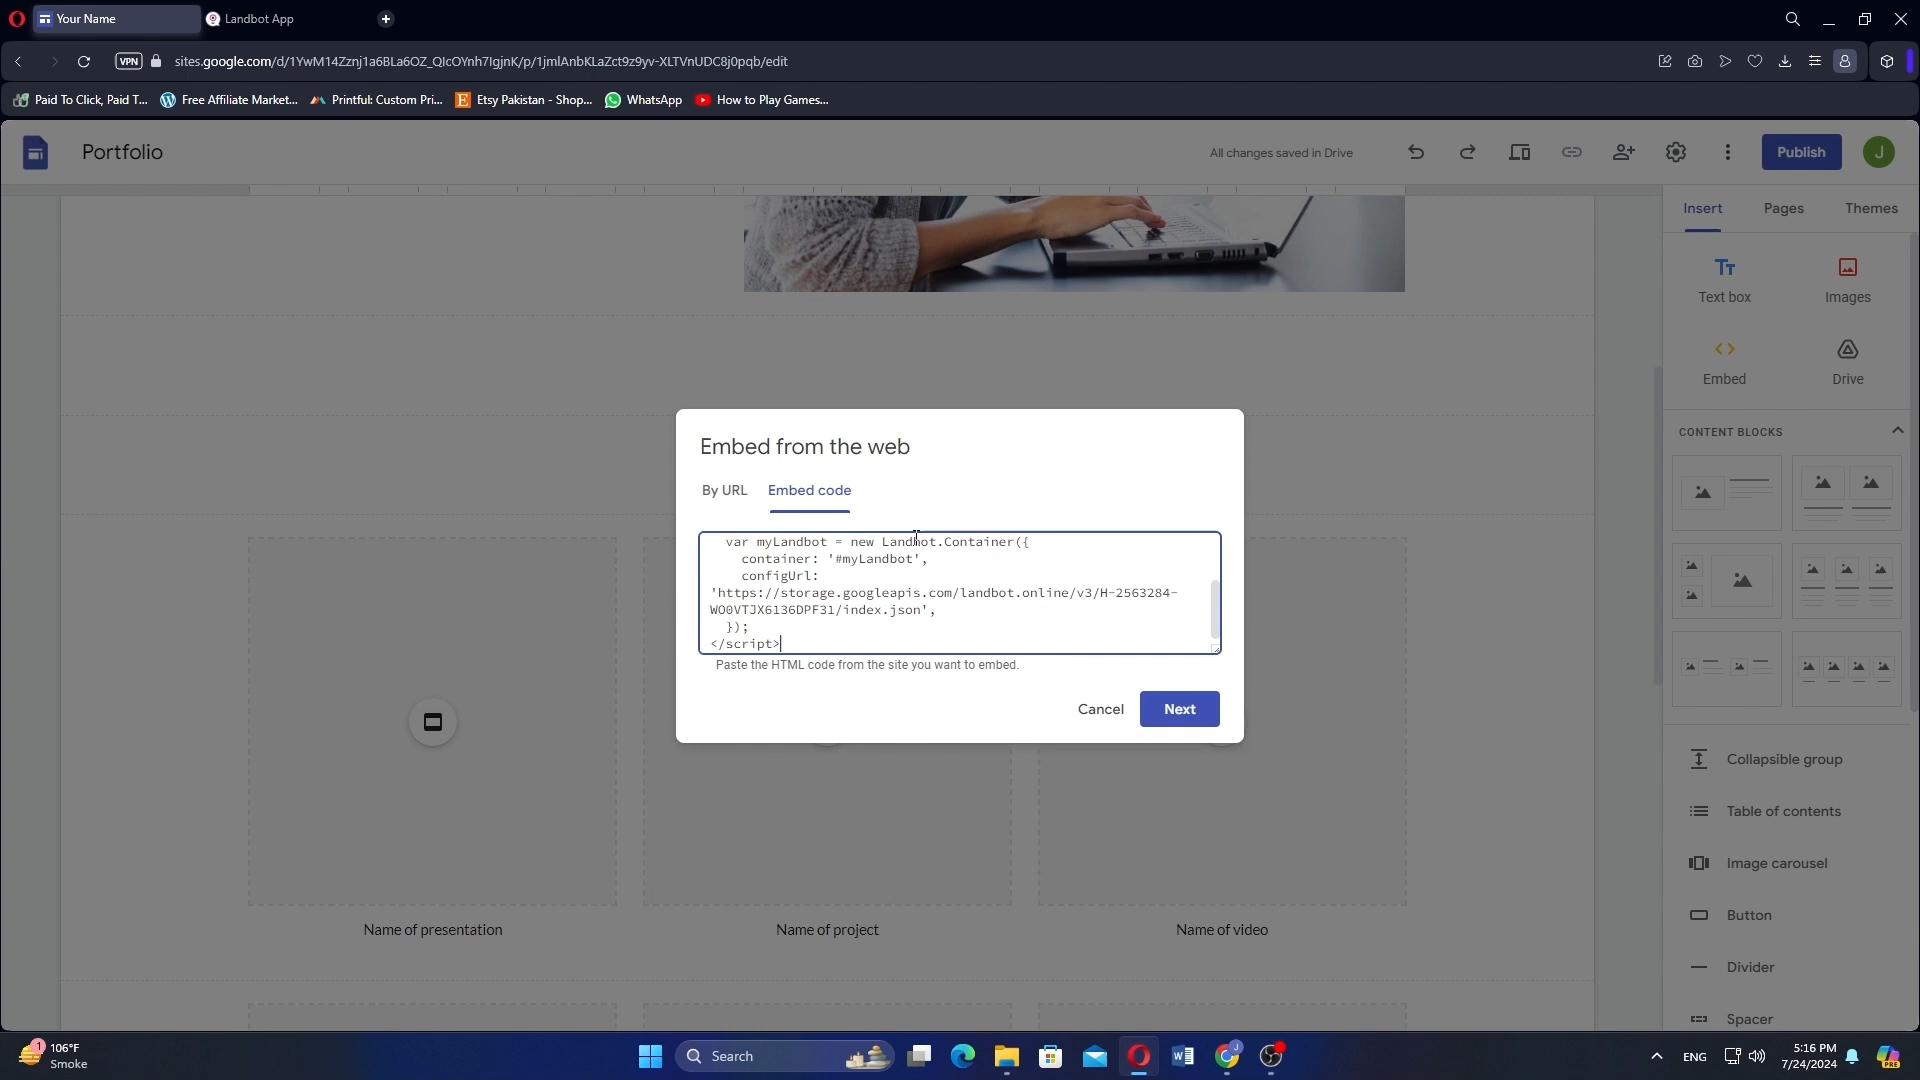 Your Name
Landbot App
VPN
sites.google.com/d/1YwM14Zznj1a6BLa6OZ_QIcOYnh7IgjnK/p/1jmlAnbKLaZct9z9yv-XLTVnUDC8j0pqb/edit
Paid To Click, Paid T...
Free Affiliate Market...
Printful: Custom Pri...
Etsy Pakistan - Shop...
WhatsApp
How to Play Games...
Portfolio
All changes saved in Drive
Publish
J
Insert
Pages
Themes
Text box
Images
Embed
Drive
CONTENT BLOCKS
Embed from the web
By URL
Embed code
var myLandbot = new Landbot.Container({
container: '#myLandbot',
configUrl:
'https://storage.googleapis.com/landbot.online/v3/H-2563284-
WO0VTJX6136DPF31/index.json',
});
</script>
Paste the HTML code from the site you want to embed.
Cancel
Next
Name of presentation
Name of project
Name of video
Collapsible group
Table of contents
Image carousel
Button
Divider
Spacer
1
106°F
Smoke
Search
ENG
5:16 PM
7/24/2024